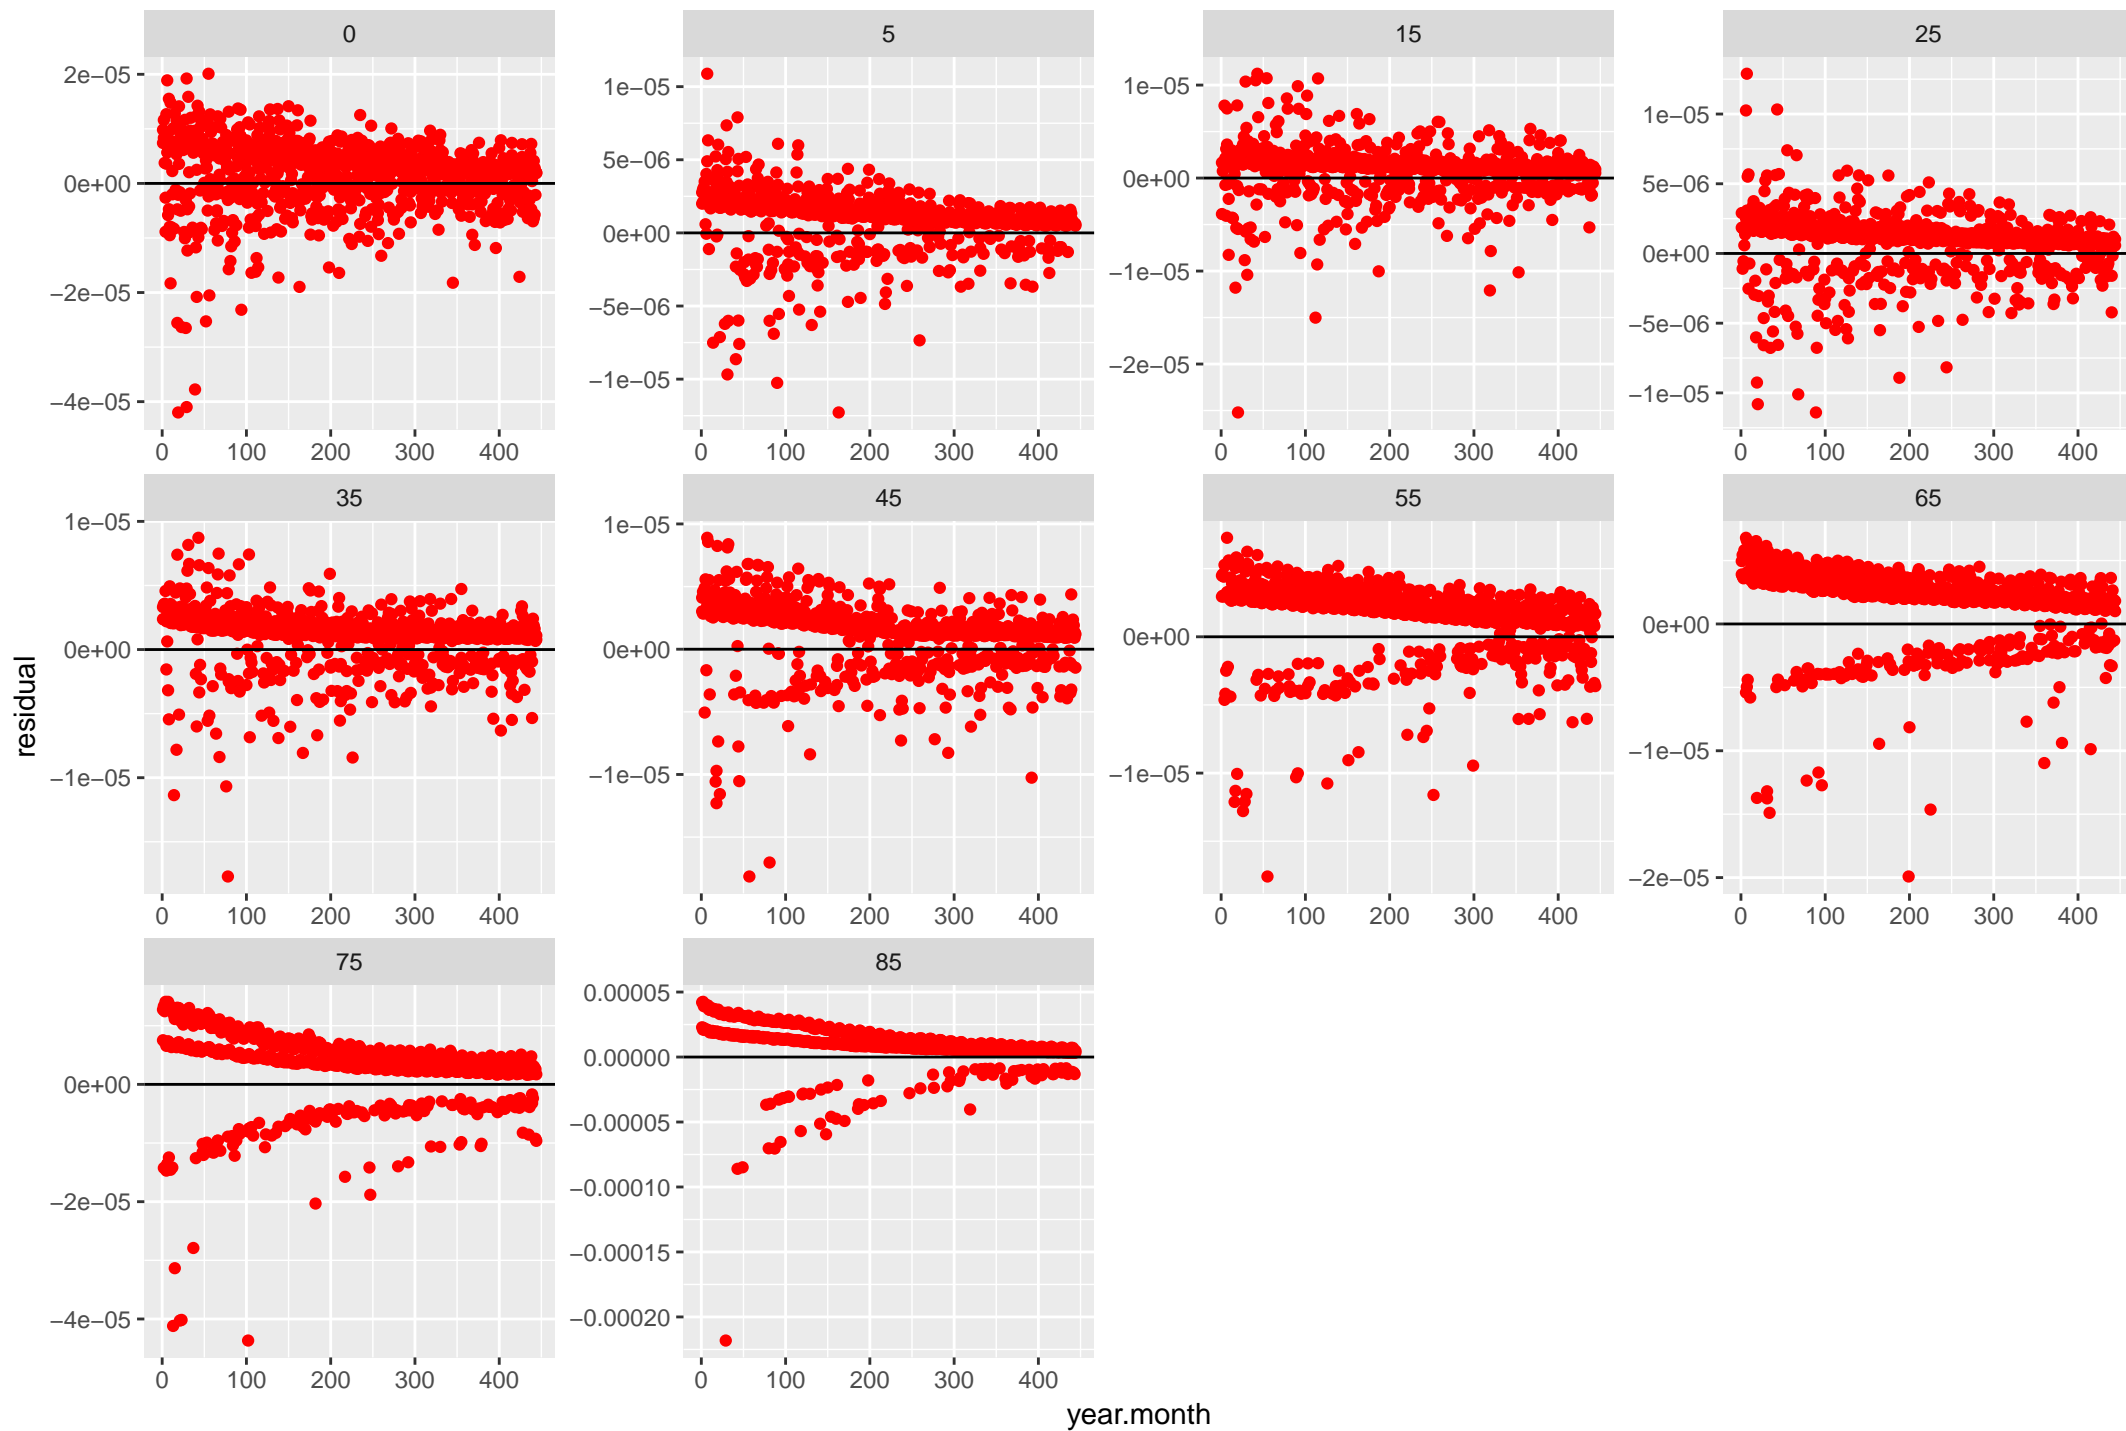 0
5
15
25
2e−05
0e+00
−2e−05
−4e−05
1e−05
5e−06
0e+00
−5e−06
−1e−05
1e−05
0e+00
−1e−05
−2e−05
1e−05
5e−06
0e+00
−5e−06
−1e−05
0 100 200 300 400
0 100 200 300 400
0 100 200 300 400
0 100 200 300 400
35
45
55
65
1e−05
0e+00
−1e−05
1e−05
0e+00
−1e−05
0e+00
−1e−05
0e+00
−1e−05
−2e−05
0 100 200 300 400
0 100 200 300 400
0 100 200 300 400
0 100 200 300 400
residual
75
85
0e+00
−2e−05
−4e−05
0.00005
0.00000
−0.00005
−0.00010
−0.00015
−0.00020
0 100 200 300 400
0 100 200 300 400
year.month